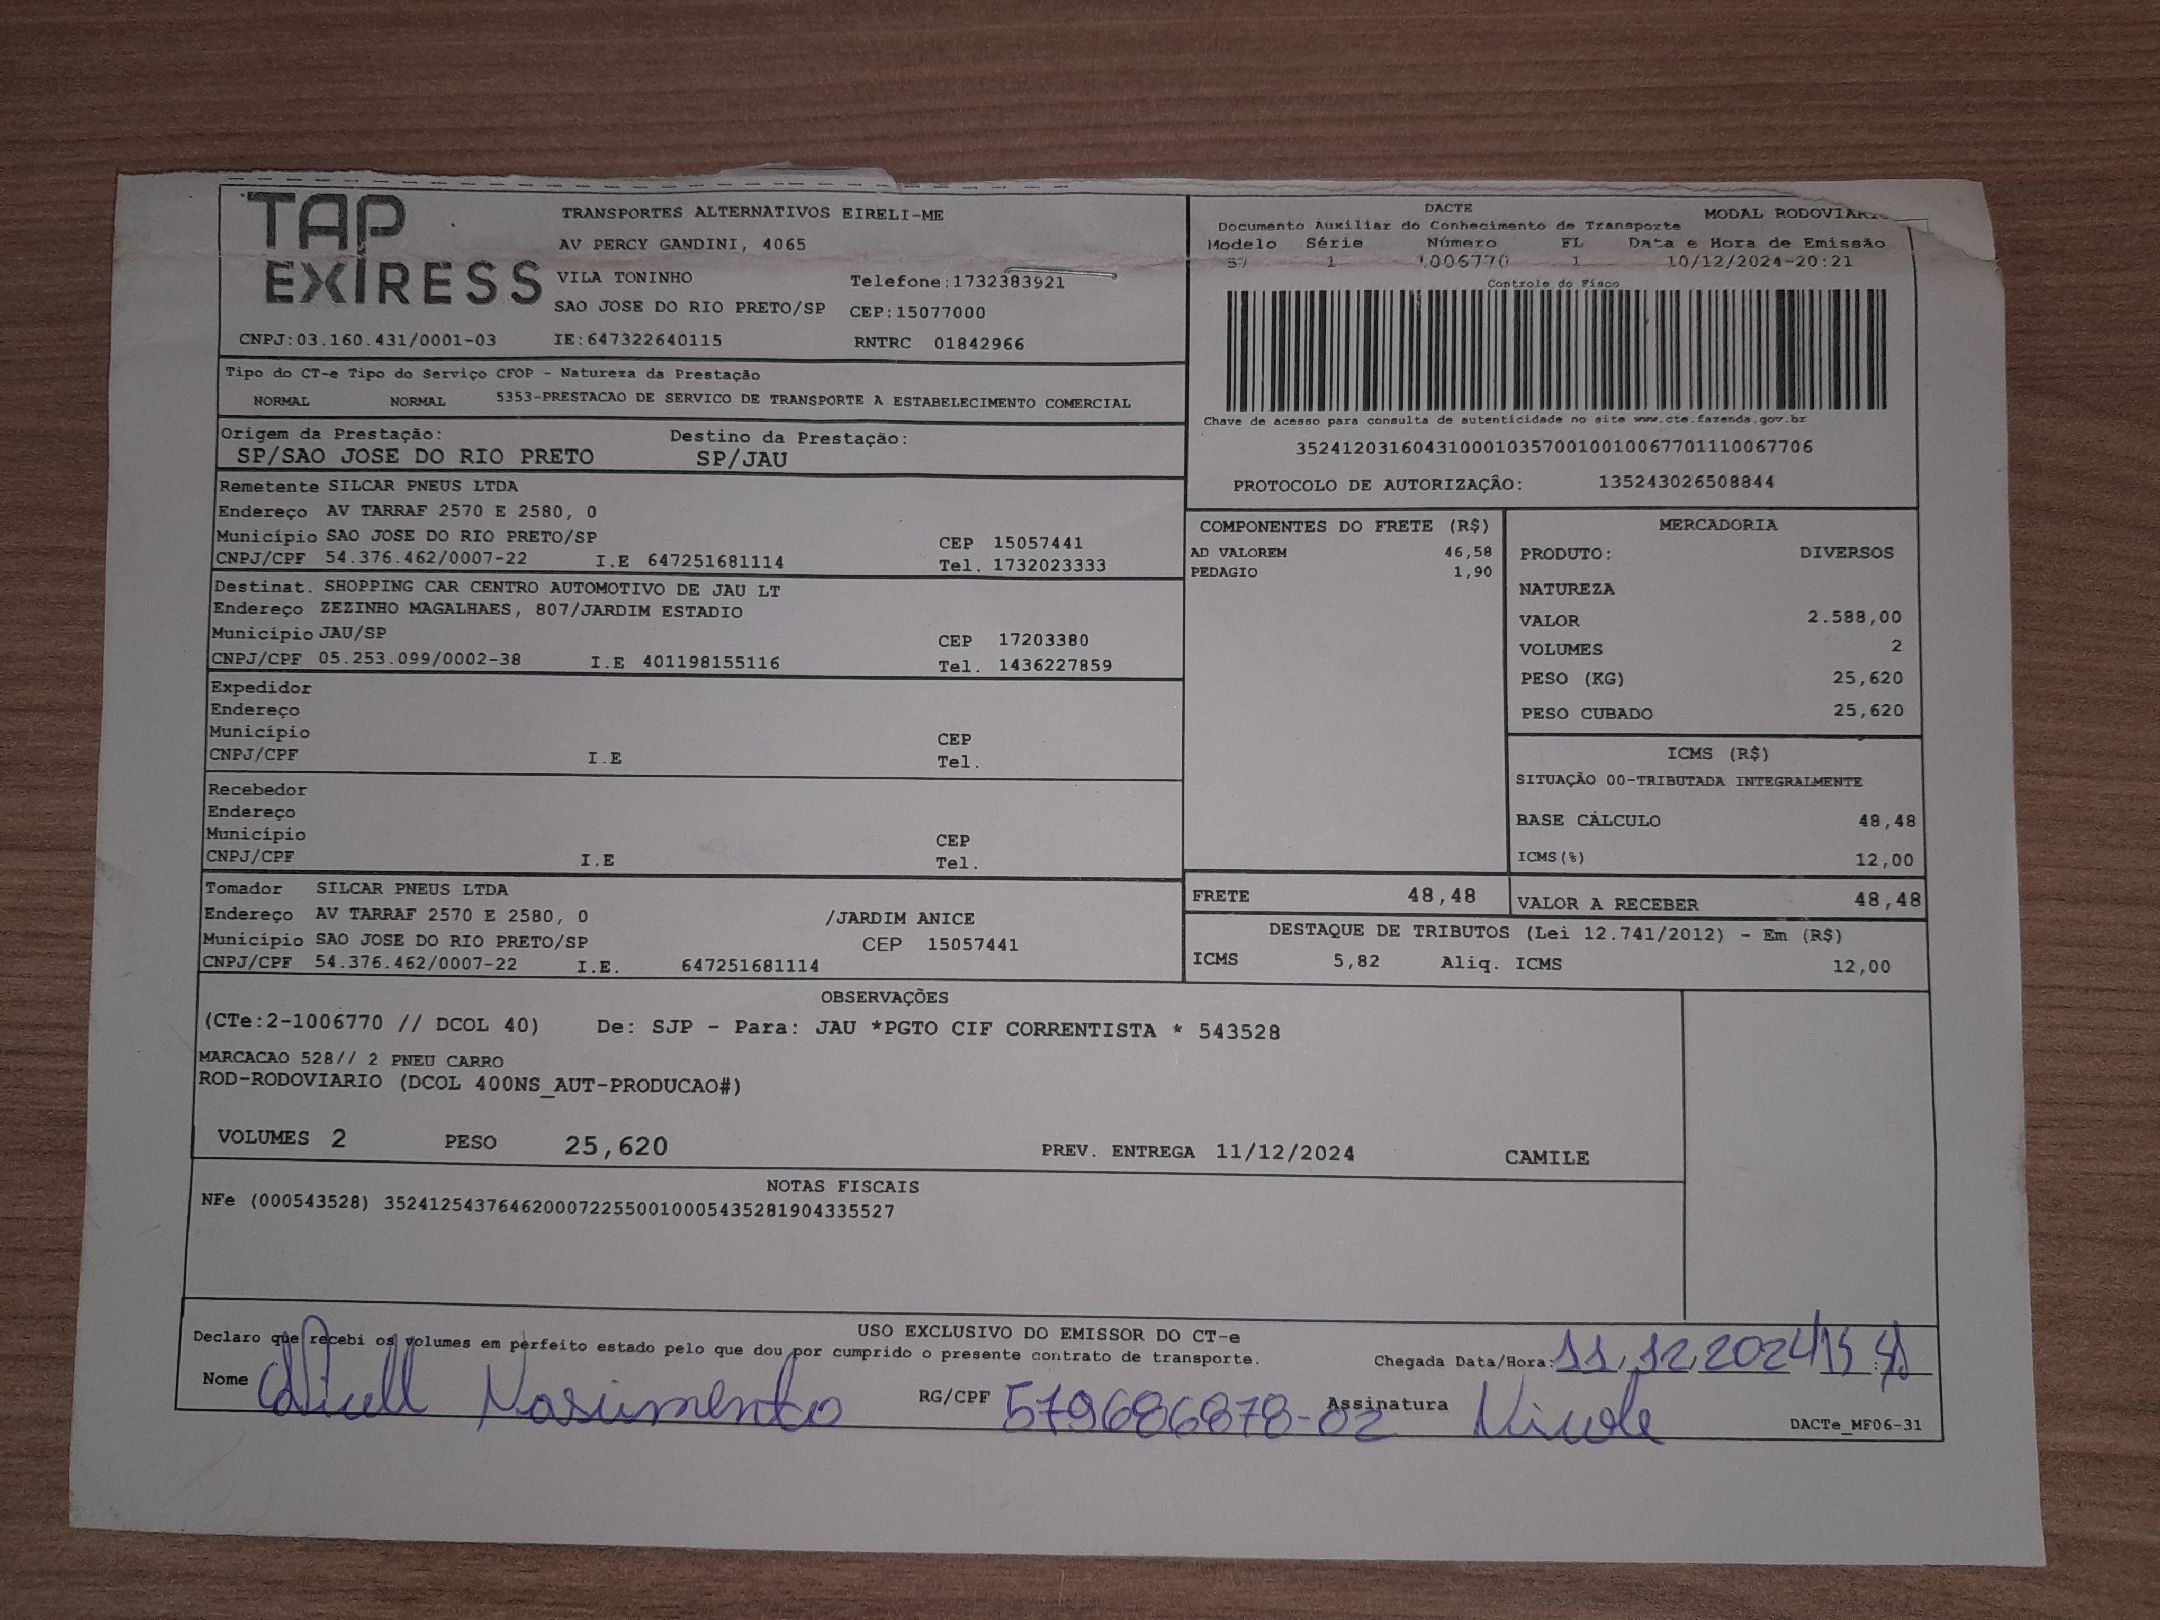 TAP
EXPRESS
TRANSPORTES ALTERNATIVOS EIRELI-ME
AV PERCY GANDINI, 4065
VILA TONINHO Telefone:1732383921
SAO JOSE DO RIO PRETO/SP CEP:15077000
CNPJ:03.160.431/0001-03 IE:647322640115 RNTRC 01842966
DACTE MODAL RODOVIARIO
Documento Auxiliar do Conhecimento de Transporte
Modelo Série Número FL Data e Hora de Emissão
57 1 1006770 1 10/12/2024-20:21
Controle do Fisco
Chave de acesso para consulta de autenticidade no site www.cte.fazenda.gov.br
35241203160431000103570010010067701110067706
PROTOCOLO DE AUTORIZAÇÃO: 135243026508844
Tipo do CT-e Tipo do Serviço CFOP - Natureza da Prestação
NORMAL NORMAL 5353-PRESTACAO DE SERVICO DE TRANSPORTE A ESTABELECIMENTO COMERCIAL
Origem da Prestação: Destino da Prestação:
SP/SAO JOSE DO RIO PRETO SP/JAU
Remetente SILCAR PNEUS LTDA
Endereço AV TARRAF 2570 E 2580, 0
Município SAO JOSE DO RIO PRETO/SP CEP 15057441
CNPJ/CPF 54.376.462/0007-22 I.E 647251681114 Tel. 1732023333
Destinat. SHOPPING CAR CENTRO AUTOMOTIVO DE JAU LT
Endereço ZEZINHO MAGALHAES, 807/JARDIM ESTADIO
Município JAU/SP CEP 17203380
CNPJ/CPF 05.253.099/0002-38 I.E 401198155116 Tel. 1436227859
Expedidor
Endereço
Município CEP
CNPJ/CPF I.E Tel.
Recebedor
Endereço
Município CEP
CNPJ/CPF I.E Tel.
Tomador SILCAR PNEUS LTDA
Endereço AV TARRAF 2570 E 2580, 0 /JARDIM ANICE
Município SAO JOSE DO RIO PRETO/SP CEP 15057441
CNPJ/CPF 54.376.462/0007-22 I.E. 647251681114
COMPONENTES DO FRETE (R$)
AD VALOREM 46,58
PEDAGIO 1,90
MERCADORIA
PRODUTO: DIVERSOS
NATUREZA
VALOR 2.588,00
VOLUMES 2
PESO (KG) 25,620
PESO CUBADO 25,620
ICMS (R$)
SITUAÇÃO 00-TRIBUTADA INTEGRALMENTE
BASE CÁLCULO 48,48
ICMS(%) 12,00
FRETE 48,48 VALOR A RECEBER 48,48
DESTAQUE DE TRIBUTOS (Lei 12.741/2012) - Em (R$)
ICMS 5,82 Aliq. ICMS 12,00
OBSERVAÇÕES
(CTe:2-1006770 // DCOL 40) De: SJP - Para: JAU *PGTO CIF CORRENTISTA * 543528
MARCACAO 528// 2 PNEU CARRO
ROD-RODOVIARIO (DCOL 400NS_AUT-PRODUCAO#)
VOLUMES 2 PESO 25,620 PREV. ENTREGA 11/12/2024 CAMILE
NOTAS FISCAIS
NFe (000543528) 35241254376462000722550010005435281904335527
USO EXCLUSIVO DO EMISSOR DO CT-e
Declaro que recebi os volumes em perfeito estado pelo que dou por cumprido o presente contrato de transporte.
Chegada Data/Hora: 11.12.2024
Nome Nascimento RG/CPF 579686878-02 Assinatura Nicole
DACTe_MF06-31